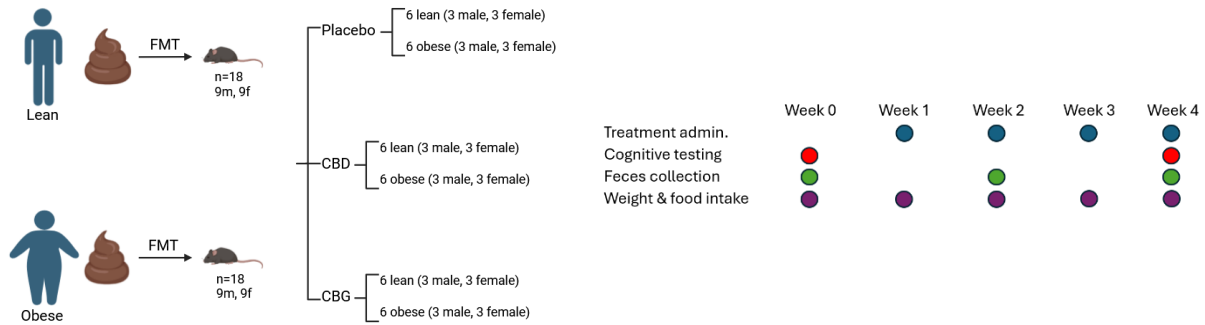 Lean
FMT
n=18
9m, 9f
Obese
FMT
n=18
9m, 9f
Placebo
6 lean (3 male, 3 female)
6 obese (3 male, 3 female)
CBD
6 lean (3 male, 3 female)
6 obese (3 male, 3 female)
CBG
6 lean (3 male, 3 female)
6 obese (3 male, 3 female)
Week 0 Week 1 Week 2 Week 3 Week 4
Treatment admin.
Cognitive testing
Feces collection
Weight & food intake